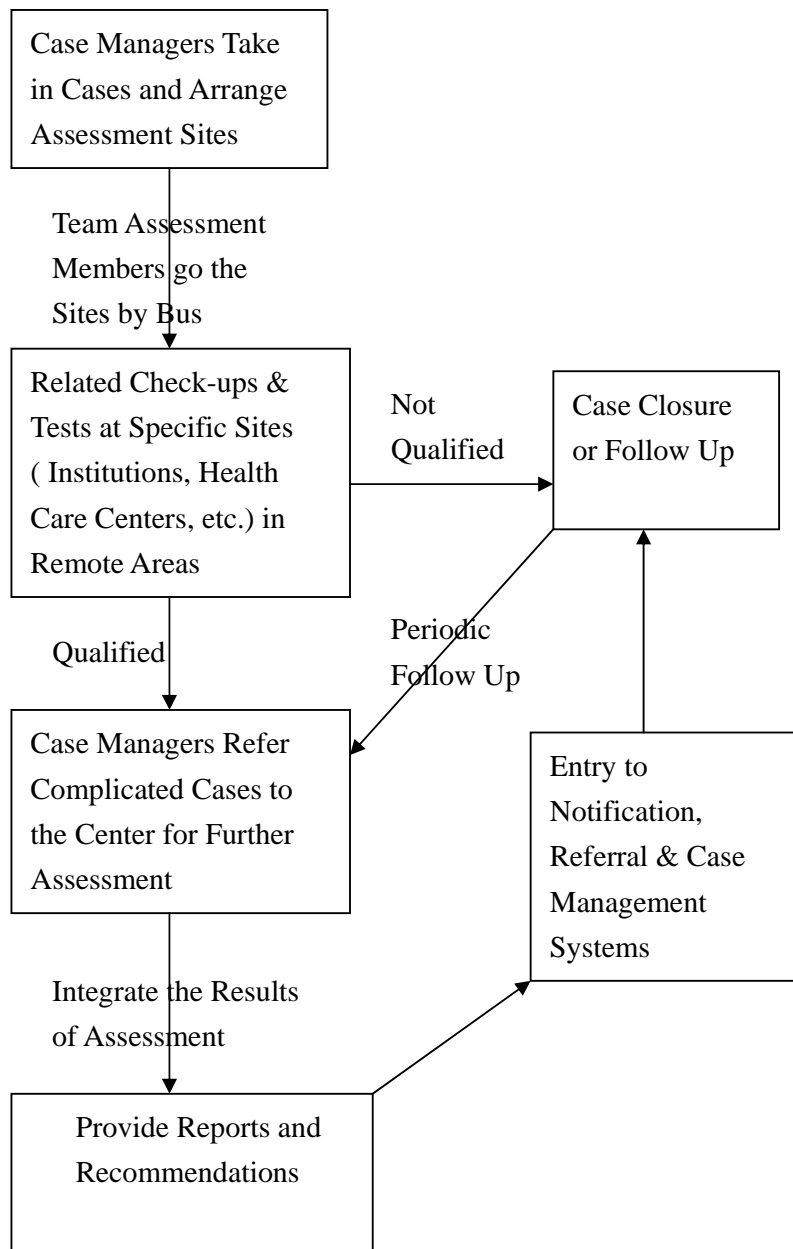 Case Managers Take
in Cases and Arrange
Assessment Sites
Team Assessment
Members go the
Sites by Bus
Related Check-ups &
Tests at Specific Sites
( Institutions, Health
Care Centers, etc.) in
Remote Areas
Not
Qualified
Case Closure
or Follow Up
Qualified
Periodic
Follow Up
Case Managers Refer
Complicated Cases to
the Center for Further
Assessment
Entry to
Notification,
Referral & Case
Management
Systems
Integrate the Results
of Assessment
Provide Reports and
Recommendations